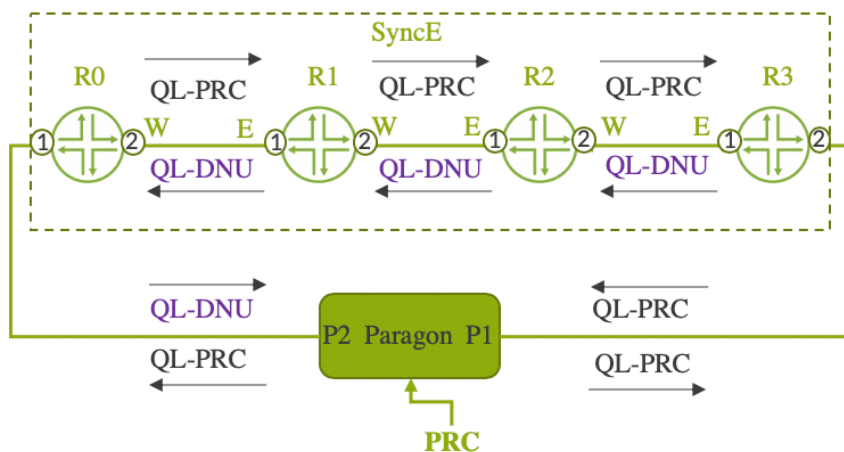 SyncE
R0
QL-PRC
R1
QL-PRC
R2
QL-PRC
R3
1
2
W
E
1
2
W
E
1
2
W
E
1
2
QL-DNU
QL-DNU
QL-DNU
QL-DNU
QL-PRC
P2 Paragon P1
QL-PRC
QL-PRC
PRC